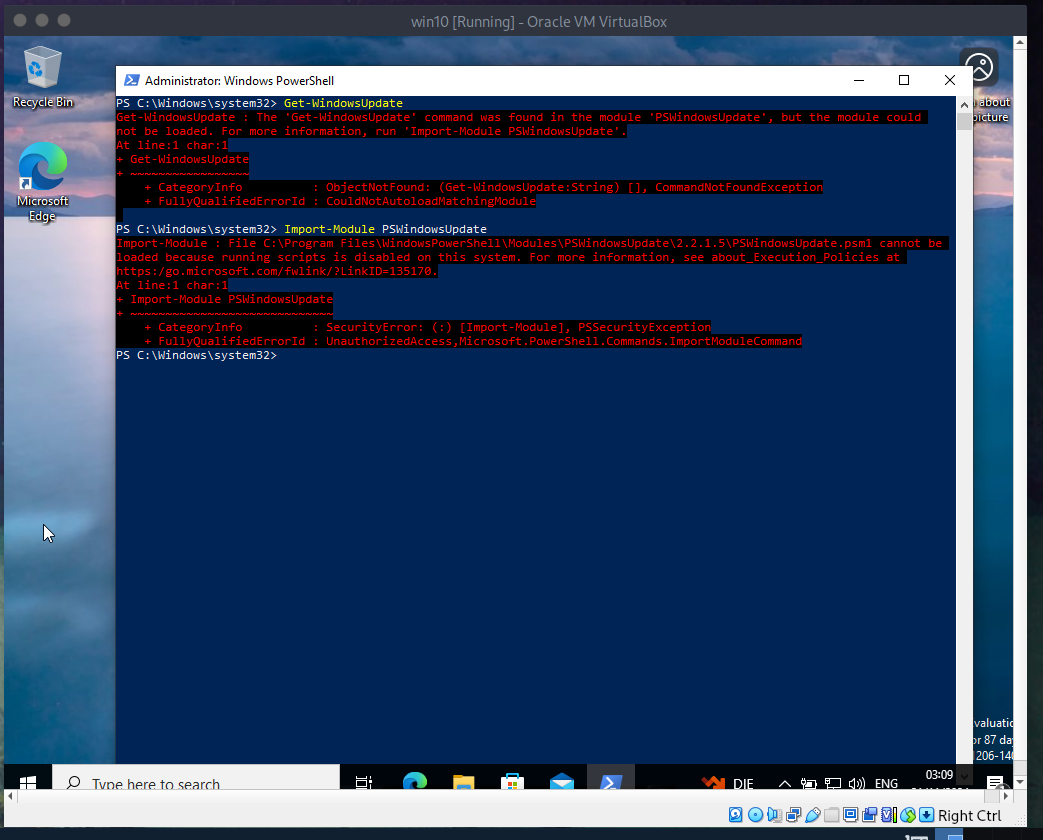 win10 [Running] - Oracle VM VirtualBox
Recycle Bin
about
picture
Microsoft
Edge
Administrator: Windows PowerShell
PS C:\Windows\system32> Get-WindowsUpdate
Get-WindowsUpdate : The 'Get-WindowsUpdate' command was found in the module 'PSWindowsUpdate', but the module could
not be loaded. For more information, run 'Import-Module PSWindowsUpdate'.
At line:1 char:1
+ Get-WindowsUpdate
+ ~~~~~~~~~~~~~~~~~
+ CategoryInfo : ObjectNotFound: (Get-WindowsUpdate:String) [], CommandNotFoundException
+ FullyQualifiedErrorId : CouldNotAutoloadMatchingModule
PS C:\Windows\system32> Import-Module PSWindowsUpdate
Import-Module : File C:\Program Files\WindowsPowerShell\Modules\PSWindowsUpdate\2.2.1.5\PSWindowsUpdate.psm1 cannot be
loaded because running scripts is disabled on this system. For more information, see about_Execution_Policies at
https:/go.microsoft.com/fwlink/?LinkID=135170.
At line:1 char:1
+ Import-Module PSWindowsUpdate
+ ~~~~~~~~~~~~~~~~~~~~~~~~~~~~~
+ CategoryInfo : SecurityError: (:) [Import-Module], PSSecurityException
+ FullyQualifiedErrorId : UnauthorizedAccess,Microsoft.PowerShell.Commands.ImportModuleCommand
PS C:\Windows\system32>
Type here to search
DIE
ENG
03:09
Right Ctrl